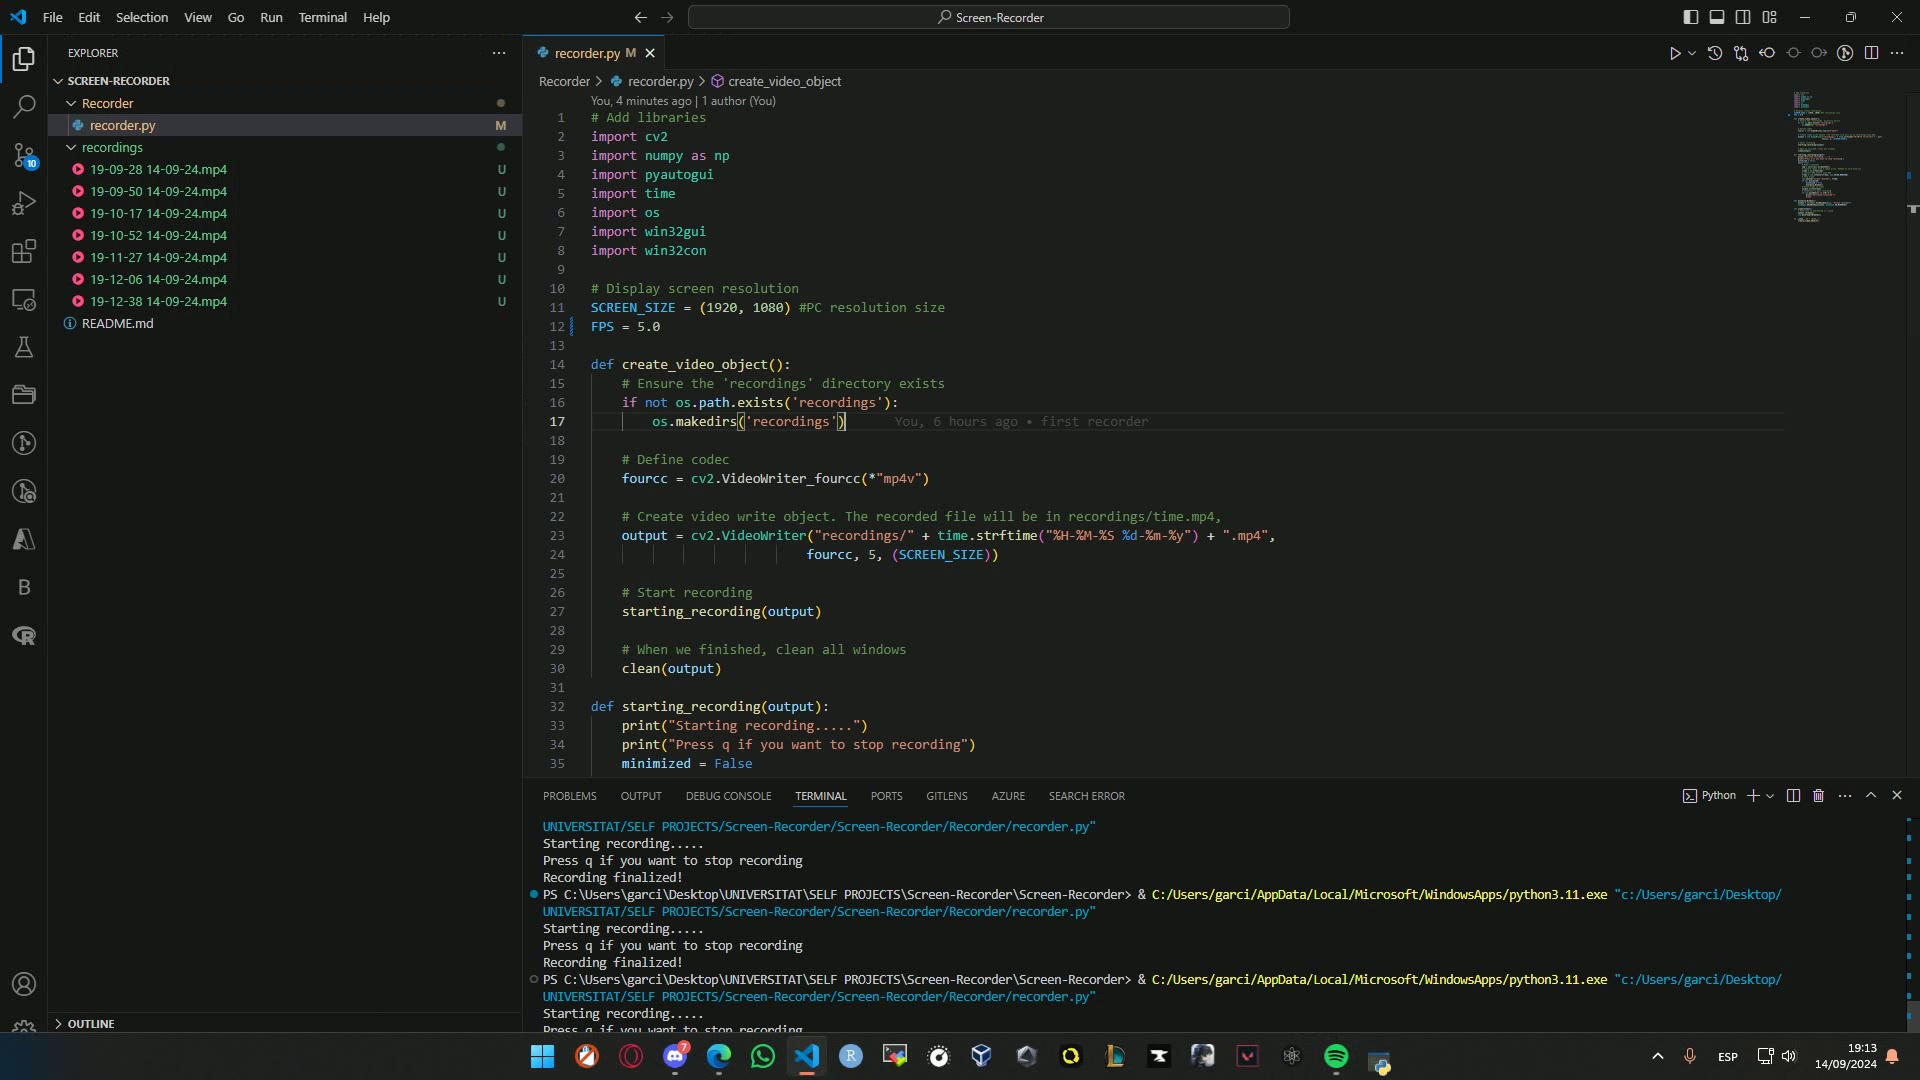 File Edit Selection View Go Run Terminal Help
Screen-Recorder
EXPLORER
SCREEN-RECORDER
Recorder
recorder.py M
recordings
19-09-28 14-09-24.mp4 U
19-09-50 14-09-24.mp4 U
19-10-17 14-09-24.mp4 U
19-10-52 14-09-24.mp4 U
19-11-27 14-09-24.mp4 U
19-12-06 14-09-24.mp4 U
19-12-38 14-09-24.mp4 U
README.md
10
B
OUTLINE
recorder.py M
Recorder > recorder.py > create_video_object
You, 4 minutes ago | 1 author (You)
1 # Add libraries
2 import cv2
3 import numpy as np
4 import pyautogui
5 import time
6 import os
7 import win32gui
8 import win32con
9
10 # Display screen resolution
11 SCREEN_SIZE = (1920, 1080) #PC resolution size
12 FPS = 5.0
13
14 def create_video_object():
15 # Ensure the 'recordings' directory exists
16 if not os.path.exists('recordings'):
17 os.makedirs('recordings') You, 6 hours ago • first recorder
18
19 # Define codec
20 fourcc = cv2.VideoWriter_fourcc(*"mp4v")
21
22 # Create video write object. The recorded file will be in recordings/time.mp4,
23 output = cv2.VideoWriter("recordings/" + time.strftime("%H-%M-%S %d-%m-%y") + ".mp4",
24 fourcc, 5, (SCREEN_SIZE))
25
26 # Start recording
27 starting_recording(output)
28
29 # When we finished, clean all windows
30 clean(output)
31
32 def starting_recording(output):
33 print("Starting recording.....")
34 print("Press q if you want to stop recording")
35 minimized = False
PROBLEMS OUTPUT DEBUG CONSOLE TERMINAL PORTS GITLENS AZURE SEARCH ERROR
Python
UNIVERSITAT/SELF PROJECTS/Screen-Recorder/Screen-Recorder/Recorder/recorder.py"
Starting recording.....
Press q if you want to stop recording
Recording finalized!
PS C:\Users\garci\Desktop\UNIVERSITAT\SELF PROJECTS\Screen-Recorder\Screen-Recorder> & C:/Users/garci/AppData/Local/Microsoft/WindowsApps/python3.11.exe "c:/Users/garci/Desktop/
UNIVERSITAT/SELF PROJECTS/Screen-Recorder/Screen-Recorder/Recorder/recorder.py"
Starting recording.....
Press q if you want to stop recording
Recording finalized!
PS C:\Users\garci\Desktop\UNIVERSITAT\SELF PROJECTS\Screen-Recorder\Screen-Recorder> & C:/Users/garci/AppData/Local/Microsoft/WindowsApps/python3.11.exe "c:/Users/garci/Desktop/
UNIVERSITAT/SELF PROJECTS/Screen-Recorder/Screen-Recorder/Recorder/recorder.py"
Starting recording.....
Press q if you want to stop recording
7
R
ESP
19:13
14/09/2024